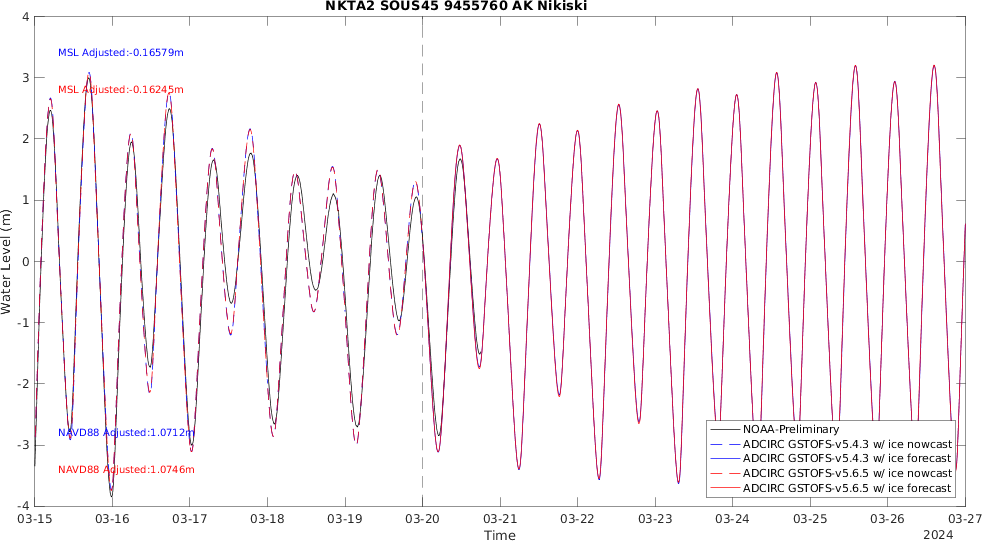 NKTA2 SOUS45 9455760 AK Nikiski
4
3
2
1
0
-1
-2
-3
-4
Water Level (m)
MSL Adjusted:-0.16579m
MSL Adjusted:-0.16245m
NAVD88 Adjusted:1.0712m
NAVD88 Adjusted:1.0746m
NOAA-Preliminary
ADCIRC GSTOFS-v5.4.3 w/ ice nowcast
ADCIRC GSTOFS-v5.4.3 w/ ice forecast
ADCIRC GSTOFS-v5.6.5 w/ ice nowcast
ADCIRC GSTOFS-v5.6.5 w/ ice forecast
03-15 03-16 03-17 03-18 03-19 03-20 03-21 03-22 03-23 03-24 03-25 03-26 03-27
Time
2024